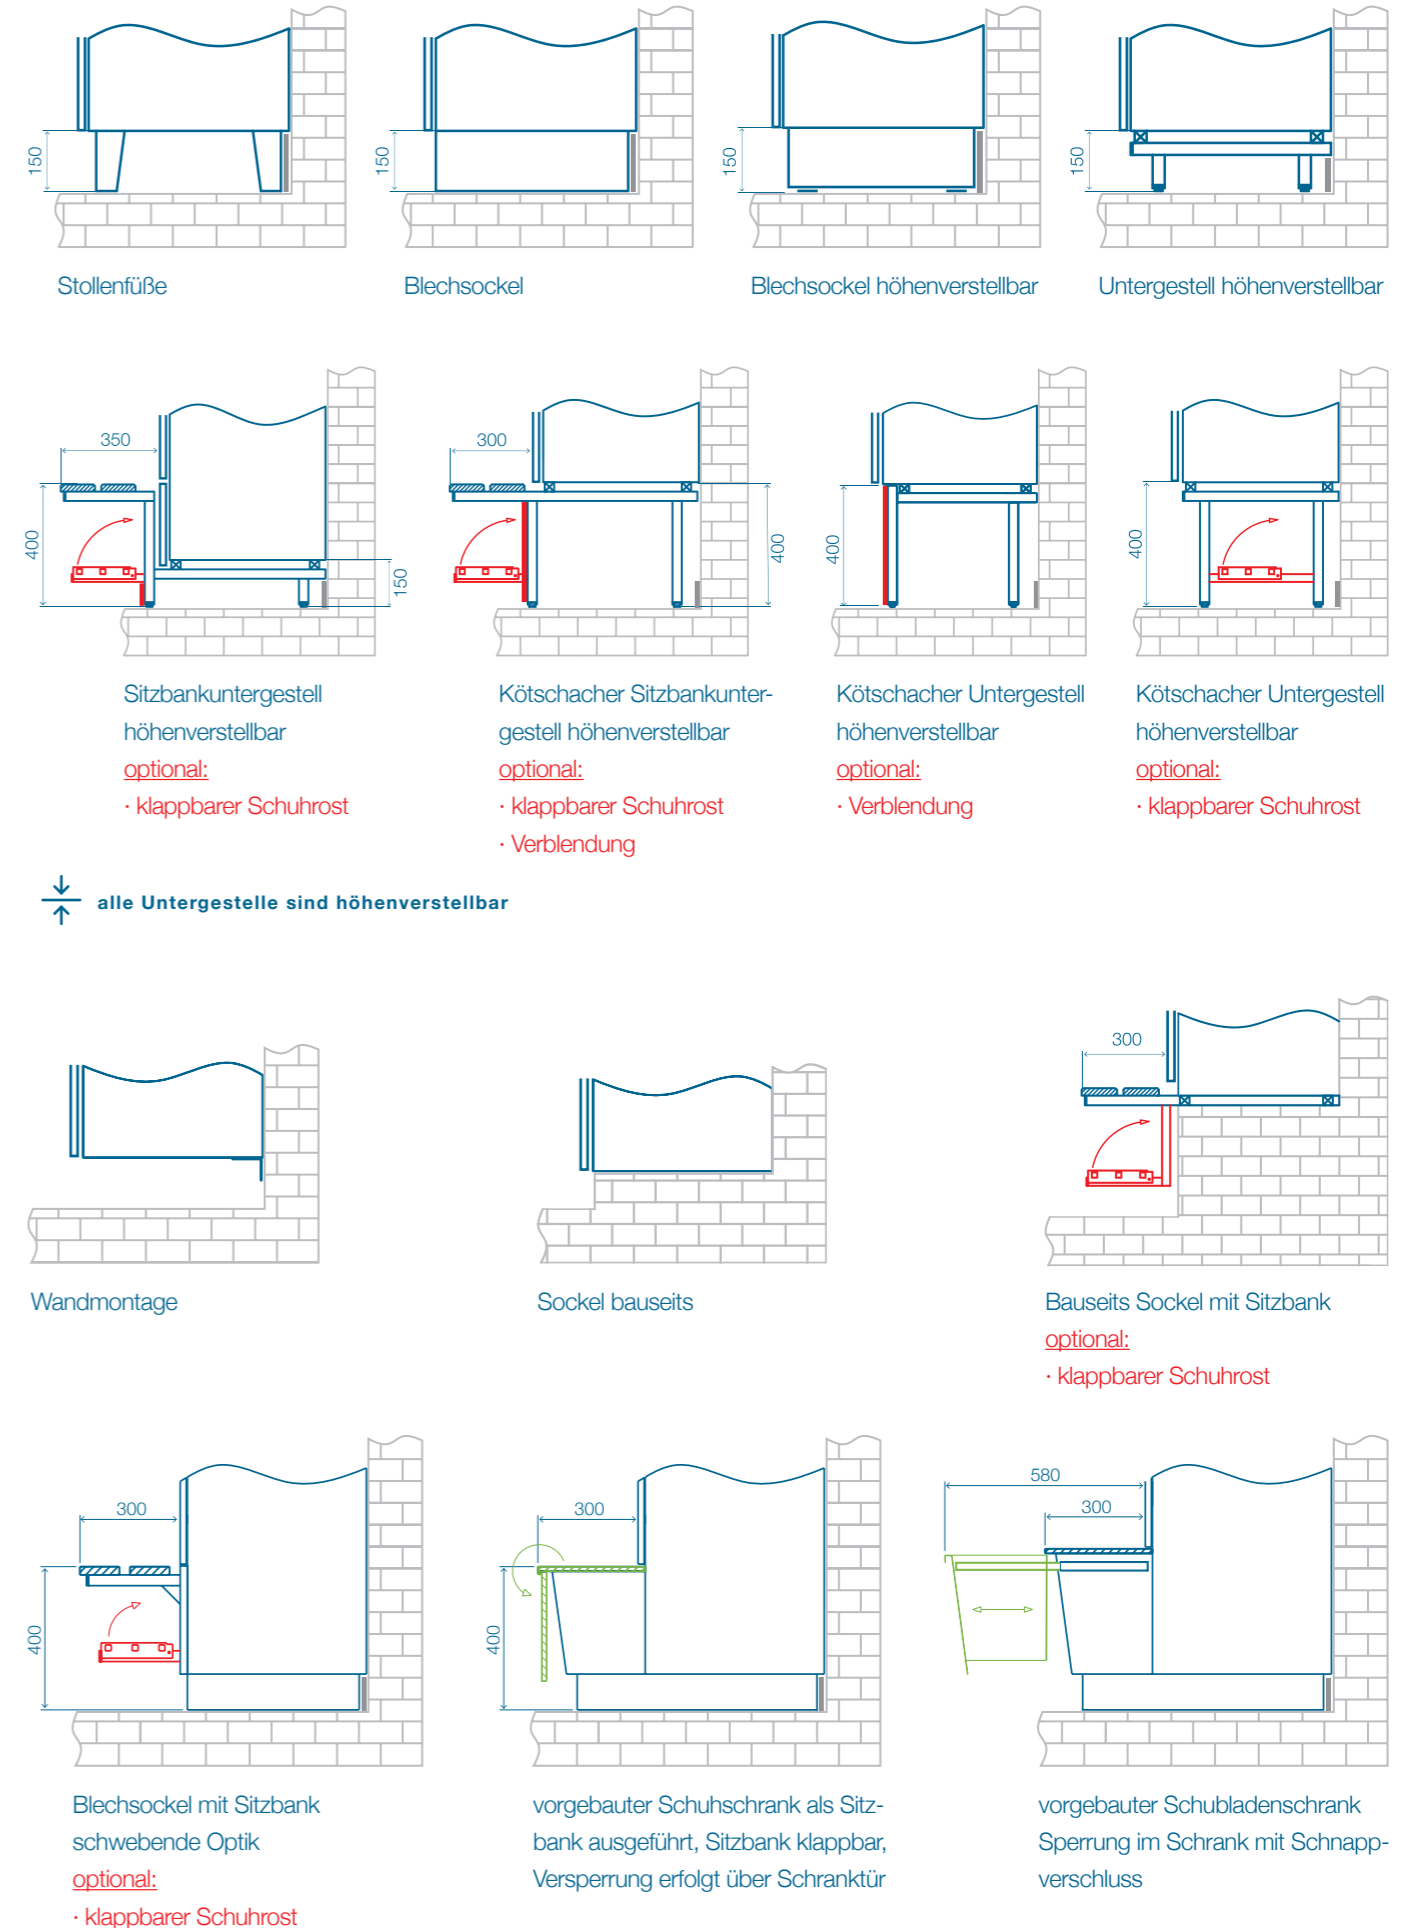 150
150
150
150
Stollenfüße
Blechsockel
Blechsockel höhenverstellbar
Untergestell höhenverstellbar
350
400
150
300
400
400
400
400
Sitzbankuntergestell
höhenverstellbar
optional:
· klappbarer Schuhrost
Kötschacher Sitzbankunter-
gestell höhenverstellbar
optional:
· klappbarer Schuhrost
· Verblendung
Kötschacher Untergestell
höhenverstellbar
optional:
· Verblendung
Kötschacher Untergestell
höhenverstellbar
optional:
· klappbarer Schuhrost
alle Untergestelle sind höhenverstellbar
300
Wandmontage
Sockel bauseits
Bauseits Sockel mit Sitzbank
optional:
· klappbarer Schuhrost
300
400
300
400
580
300
Blechsockel mit Sitzbank
schwebende Optik
optional:
· klappbarer Schuhrost
vorgebauter Schuhschrank als Sitz-
bank ausgeführt, Sitzbank klappbar,
Versperrung erfolgt über Schranktür
vorgebauter Schubladenschrank
Sperrung im Schrank mit Schnapp-
verschluss